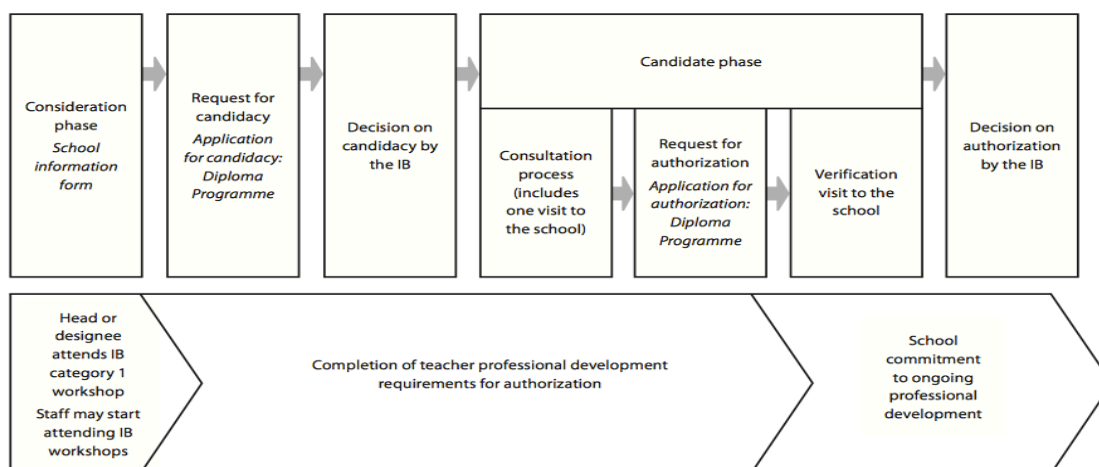 Consideration
phase
School
information
form
Request for
candidacy
Application
for candidacy:
Diploma
Programme
Decision on
candidacy by
the IB
Candidate phase
Consultation
process
(includes
one visit to
the school)
Request for
authorization
Application for
authorization:
Diploma
Programme
Verification
visit to the
school
Decision on
authorization
by the IB
Head or
designee
attends IB
category 1
workshop
Staff may start
attending IB
workshops
Completion of teacher professional development
requirements for authorization
School
commitment
to ongoing
professional
development